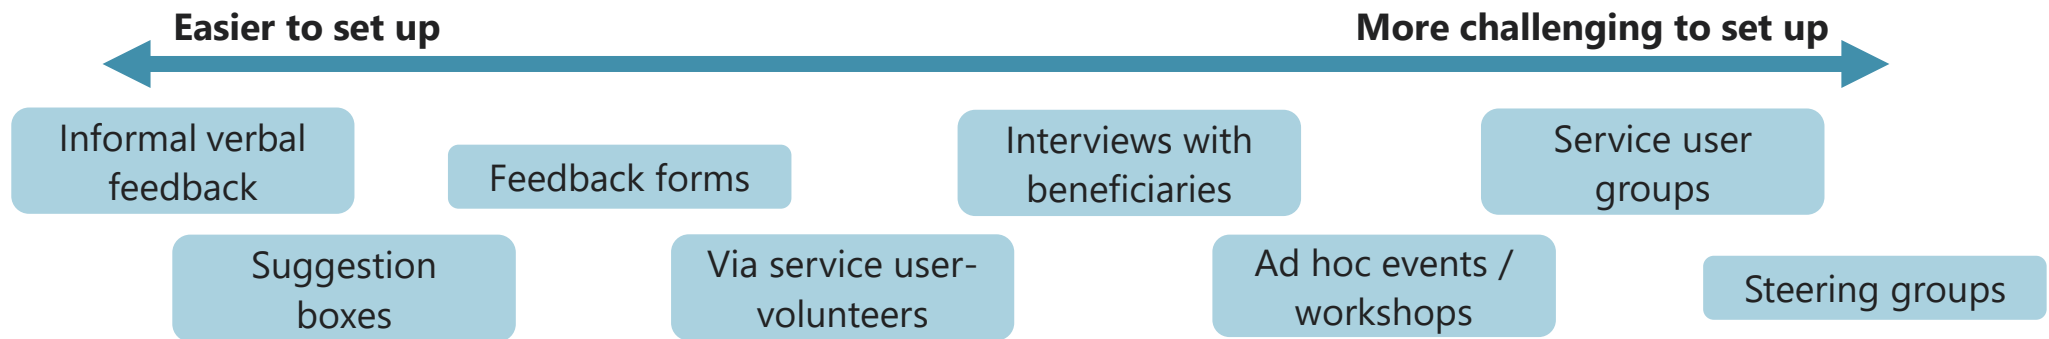 Easier to set up
More challenging to set up
Informal verbal
feedback
Suggestion
boxes
Feedback forms
Via service user-
volunteers
Interviews with
beneficiaries
Ad hoc events /
workshops
Service user
groups
Steering groups